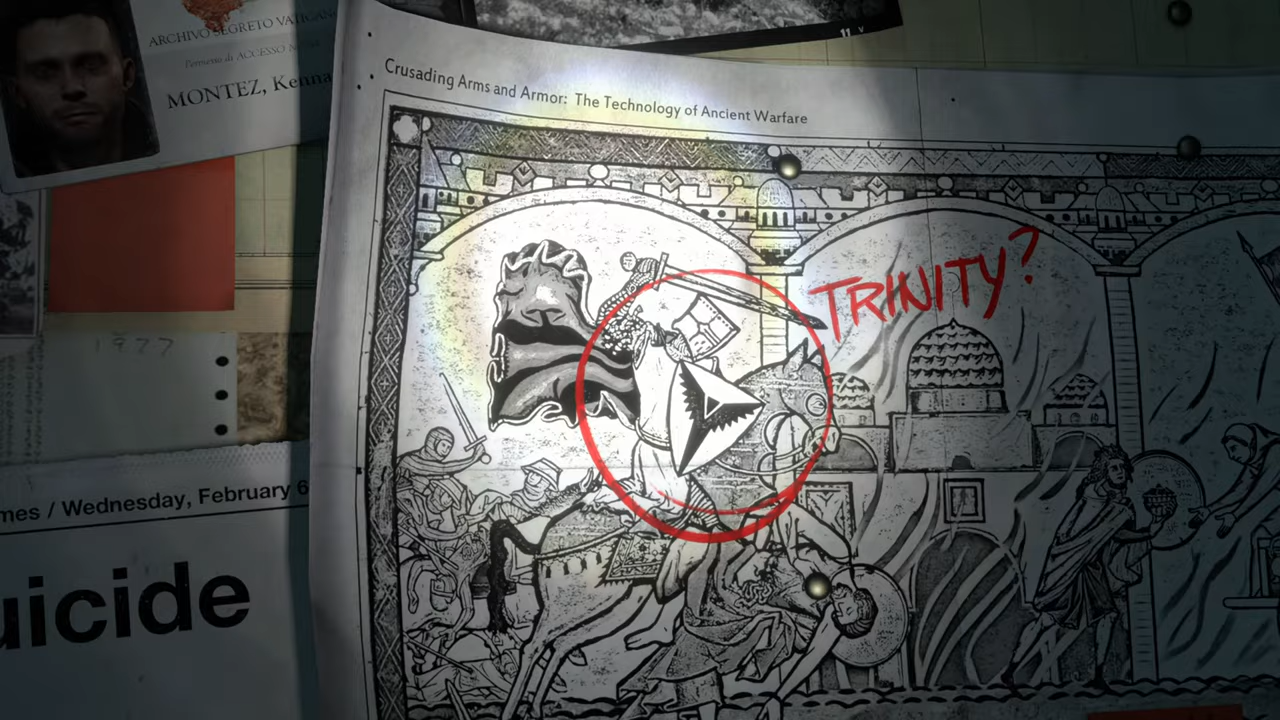 ARCHIVO SEGRETO VATICANO
MONTEZ, Kenna
11
Crusading Arms and Armor: The Technology of Ancient Warfare
TRINITY?
1977
mes / Wednesday, February 6
uicide